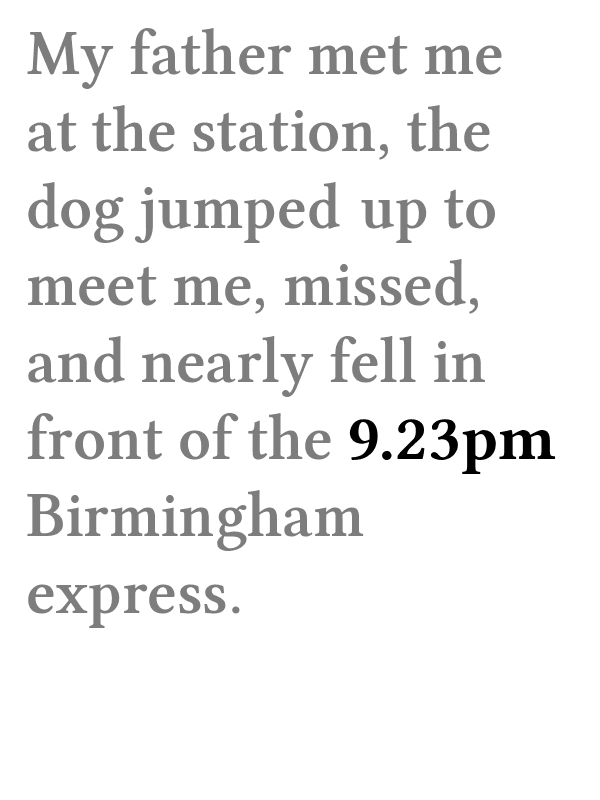 My father met me
at the station, the
dog jumped up to
meet me, missed,
and nearly fell in
front of the 9.23pm
Birmingham
express.